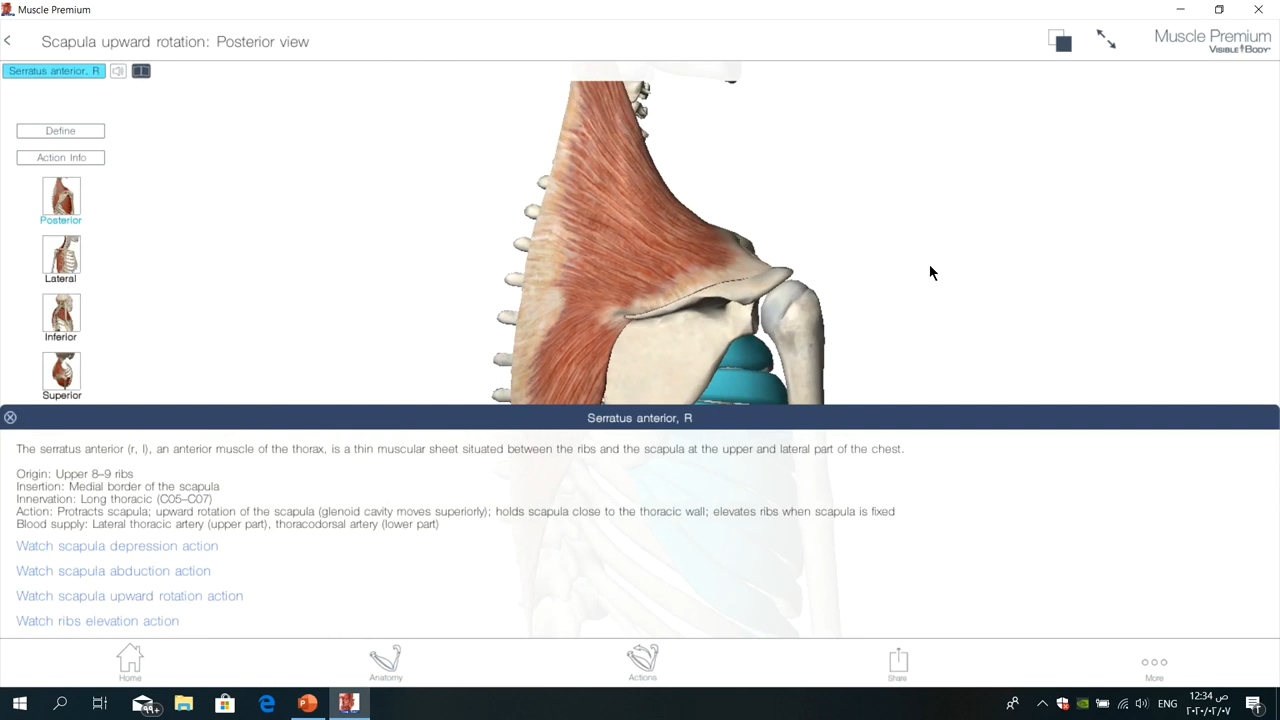 Muscle Premium
Scapula upward rotation: Posterior view
Muscle Premium
VISIBLE BODY
Serratus anterior, R
Define
Action Info
Posterior
Lateral
Inferior
Superior
Serratus anterior, R
The serratus anterior (r, l), an anterior muscle of the thorax, is a thin muscular sheet situated between the ribs and the scapula at the upper and lateral part of the chest.
Origin: Upper 8–9 ribs
Insertion: Medial border of the scapula
Innervation: Long thoracic (C05–C07)
Action: Protracts scapula; upward rotation of the scapula (glenoid cavity moves superiorly); holds scapula close to the thoracic wall; elevates ribs when scapula is fixed
Blood supply: Lateral thoracic artery (upper part), thoracodorsal artery (lower part)
Watch scapula depression action
Watch scapula abduction action
Watch scapula upward rotation action
Watch ribs elevation action
Home
Anatomy
Actions
Share
More
ENG
12:34 ص